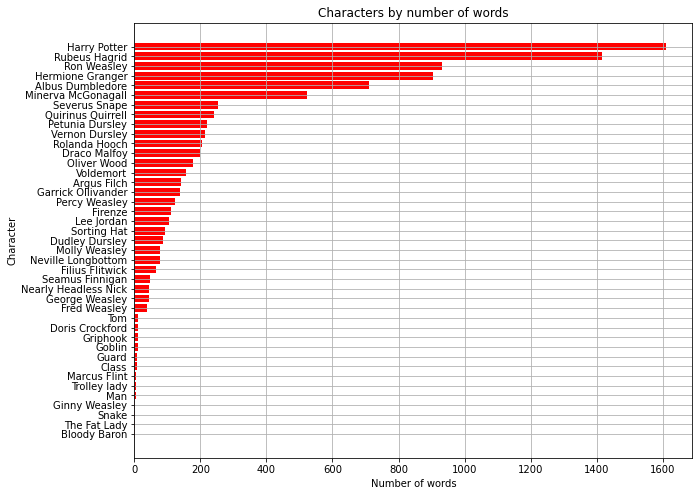 Characters by number of words
Character
Harry Potter
Rubeus Hagrid
Ron Weasley
Hermione Granger
Albus Dumbledore
Minerva McGonagall
Severus Snape
Quirinus Quirrell
Petunia Dursley
Vernon Dursley
Rolanda Hooch
Draco Malfoy
Oliver Wood
Voldemort
Argus Filch
Garrick Ollivander
Percy Weasley
Firenze
Lee Jordan
Sorting Hat
Dudley Dursley
Molly Weasley
Neville Longbottom
Filius Flitwick
Seamus Finnigan
Nearly Headless Nick
George Weasley
Fred Weasley
Tom
Doris Crockford
Griphook
Goblin
Guard
Class
Marcus Flint
Trolley lady
Man
Ginny Weasley
Snake
The Fat Lady
Bloody Baron
0 200 400 600 800 1000 1200 1400 1600
Number of words